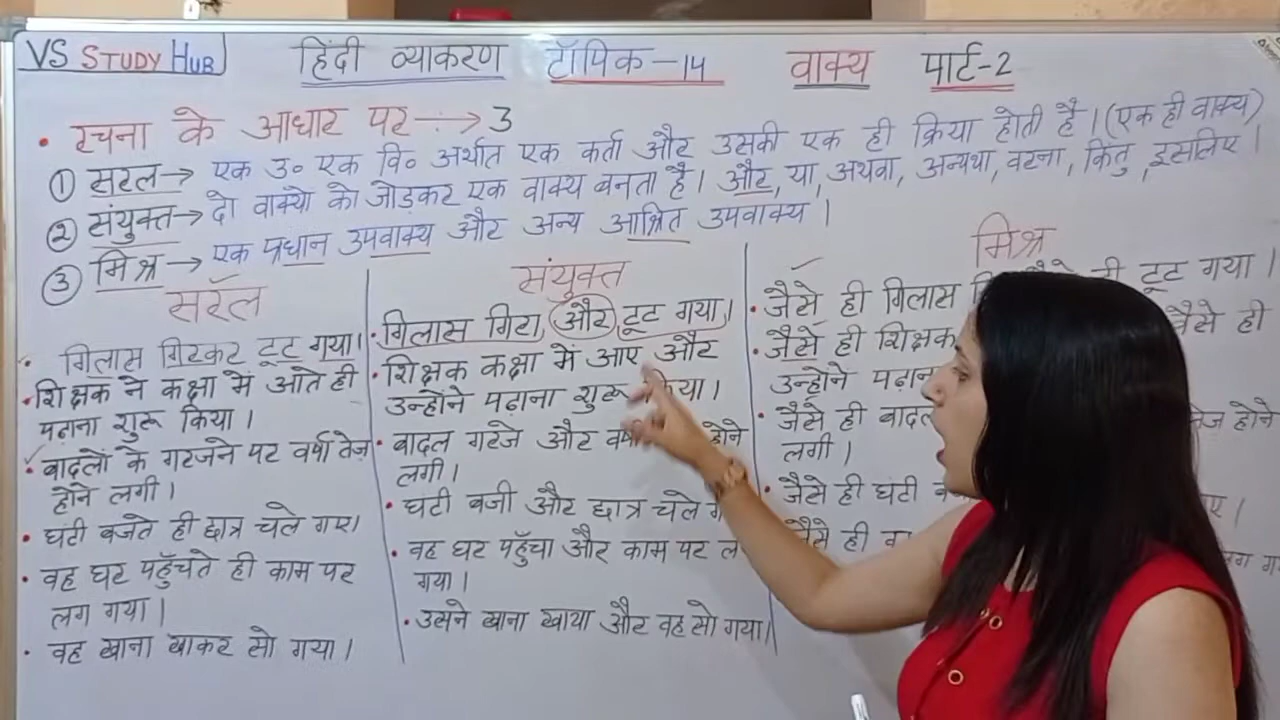 VS STUDY HUB हिंदी व्याकरण टॉपिक-14 वाक्य पार्ट-2
• रचना के आधार पर → 3
① सरल → एक उ० एक वि० अर्थात एक कर्ता और उसकी एक ही क्रिया होती है। (एक ही वाक्य)
② संयुक्त → दो वाक्यो को जोड़कर एक वाक्य बनता है। और, या, अथवा, अन्यथा, वरना, किंतु, इसलिए।
③ मिश्र → एक प्रधान उपवाक्य और अन्य आश्रित उपवाक्य।
सरल
• गिलास गिरकर टूट गया।
• शिक्षक ने कक्षा में आते ही
पढ़ाना शुरू किया।
• बादलों के गरजने पर वर्षा तेज़
होने लगी।
• घंटी बजते ही छात्र चले गए।
• वह घर पहुँचते ही काम पर
लग गया।
• वह खाना खाकर सो गया।
संयुक्त
• गिलास गिरा, और टूट गया।
• शिक्षक कक्षा में आए और
उन्होंने पढ़ाना शुरू किया।
• बादल गरजे और होने
लगी।
• घंटी बजी और छात्र चले
• वह घर पहुँचा और काम पर
गया।
• उसने खाना खाया और वह सो गया।
मिश्र
• जैसे ही गिलास टूट गया।
• जैसे ही शिक्षक वैसे ही
उन्होंने
• जैसे ही होने
लगी।
• जैसे ही घंटी
जैसे ही